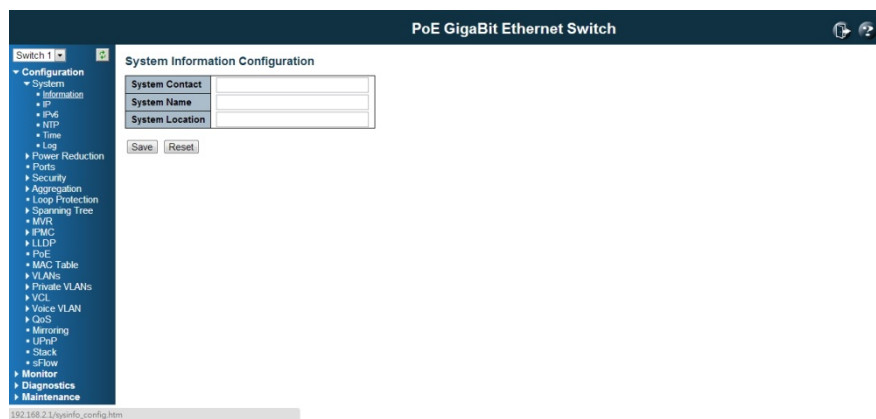 PoE GigaBit Ethernet Switch
Switch 1
Configuration
System
Information
IP
IPv6
NTP
Time
Log
Power Reduction
Ports
Security
Aggregation
Loop Protection
Spanning Tree
MVR
IPMC
LLDP
PoE
MAC Table
VLANs
Private VLANs
VCL
Voice VLAN
QoS
Mirroring
UPnP
Stack
sFlow
Monitor
Diagnostics
Maintenance
System Information Configuration
System Contact
System Name
System Location
Save Reset
192.168.2.1/sysinfo_config.htm